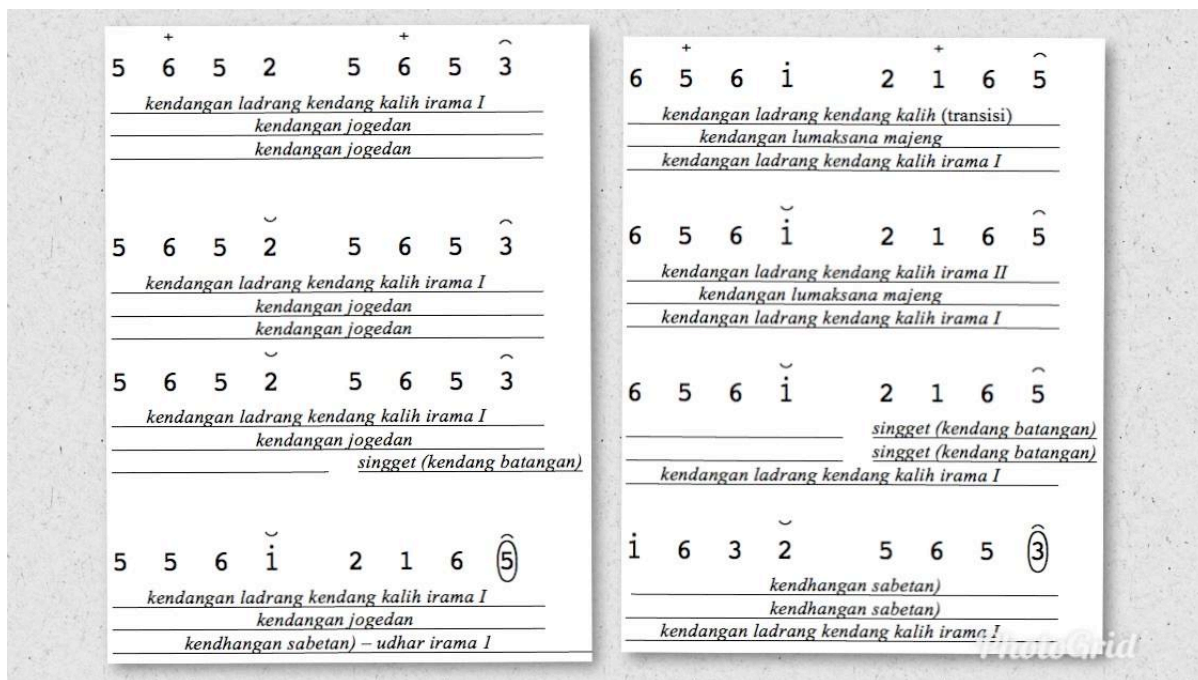 + +
5 6 5 2 5 6 5 3
kendangan ladrang kendang kalih irama I
kendangan jogedan
kendangan jogedan
5 6 5 2 5 6 5 3
kendangan ladrang kendang kalih irama I
kendangan jogedan
kendangan jogedan
5 6 5 2 5 6 5 3
kendangan ladrang kendang kalih irama I
kendangan jogedan
singget (kendang batangan)
5 5 6 i 2 1 6 5
kendangan ladrang kendang kalih irama I
kendangan jogedan
kendhangan sabetan) – udhar irama 1
+ +
6 5 6 i 2 1 6 5
kendangan ladrang kendang kalih (transisi)
kendangan lumaksana majeng
kendangan ladrang kendang kalih irama I
6 5 6 i 2 1 6 5
kendangan ladrang kendang kalih irama II
kendangan lumaksana majeng
kendangan ladrang kendang kalih irama I
6 5 6 i 2 1 6 5
singget (kendang batangan)
singget (kendang batangan)
kendangan ladrang kendang kalih irama I
i 6 3 2 5 6 5 3
kendhangan sabetan)
kendhangan sabetan)
kendangan ladrang kendang kalih irama I
PhotoGrid